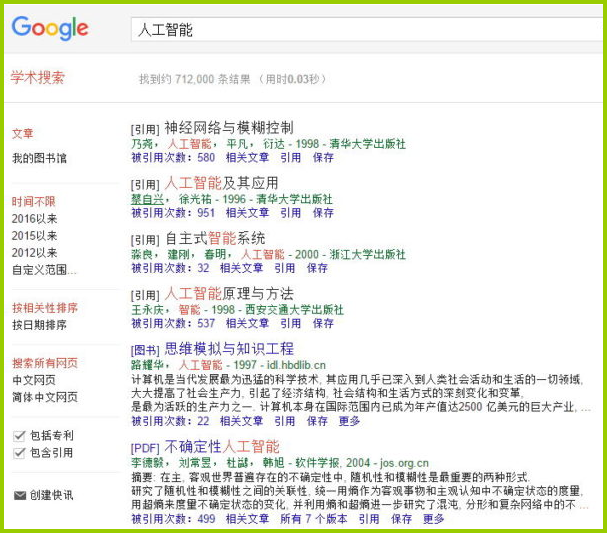 Google
人工智能
学术搜索
找到约 712,000 条结果 （用时0.03秒）
文章
我的图书馆
时间不限
2016以来
2015以来
2012以来
自定义范围...
按相关性排序
按日期排序
搜索所有网页
中文网页
简体中文网页
包括专利
包含引用
创建快讯
[引用] 神经网络与模糊控制
乃尧， 人工智能， 平凡， 衍达 - 1998 - 清华大学出版社
被引用次数：580 相关文章 引用 保存
[引用] 人工智能及其应用
蔡自兴， 徐光祐 - 1996 - 清华大学出版社
被引用次数：951 相关文章 引用 保存
[引用] 自主式智能系统
淼良， 建刚， 春明， 人工智能 - 2000 - 浙江大学出版社
被引用次数：32 相关文章 引用 保存
[引用] 人工智能原理与方法
王永庆， 智能 - 1998 - 西安交通大学出版社
被引用次数：537 相关文章 引用 保存
[图书] 思维模拟与知识工程
路耀华， 人工智能 - 1997 - idl.hbdlib.cn
计算机是当代发展最为迅猛的科学技术, 其应用几乎已深入到人类社会活动和生活的一切领域,
大大提高了社会生产力, 引起了经济结构, 社会结构和生活方式的深刻变化和变革,
是最为活跃的生产力之一. 计算机本身在国际范围内已成为年产值达2500 亿美元的巨大产业, ...
被引用次数：22 相关文章 引用 保存 更多
[PDF] 不确定性人工智能
李德毅， 刘常昱， 杜鹢， 韩旭 - 软件学报, 2004 - jos.org.cn
摘要: 在主, 客观世界普遍存在的不确定性中, 随机性和模糊性是最重要的两种形式.
研究了随机性和模糊性之间的关联性, 统一用熵作为客观事物和主观认知中不确定状态的度量,
用超熵来度量不确定状态的变化, 并利用熵和超熵进一步研究了混沌, 分形和复杂网络中的不 ...
被引用次数：499 相关文章 所有 7 个版本 引用 保存 更多